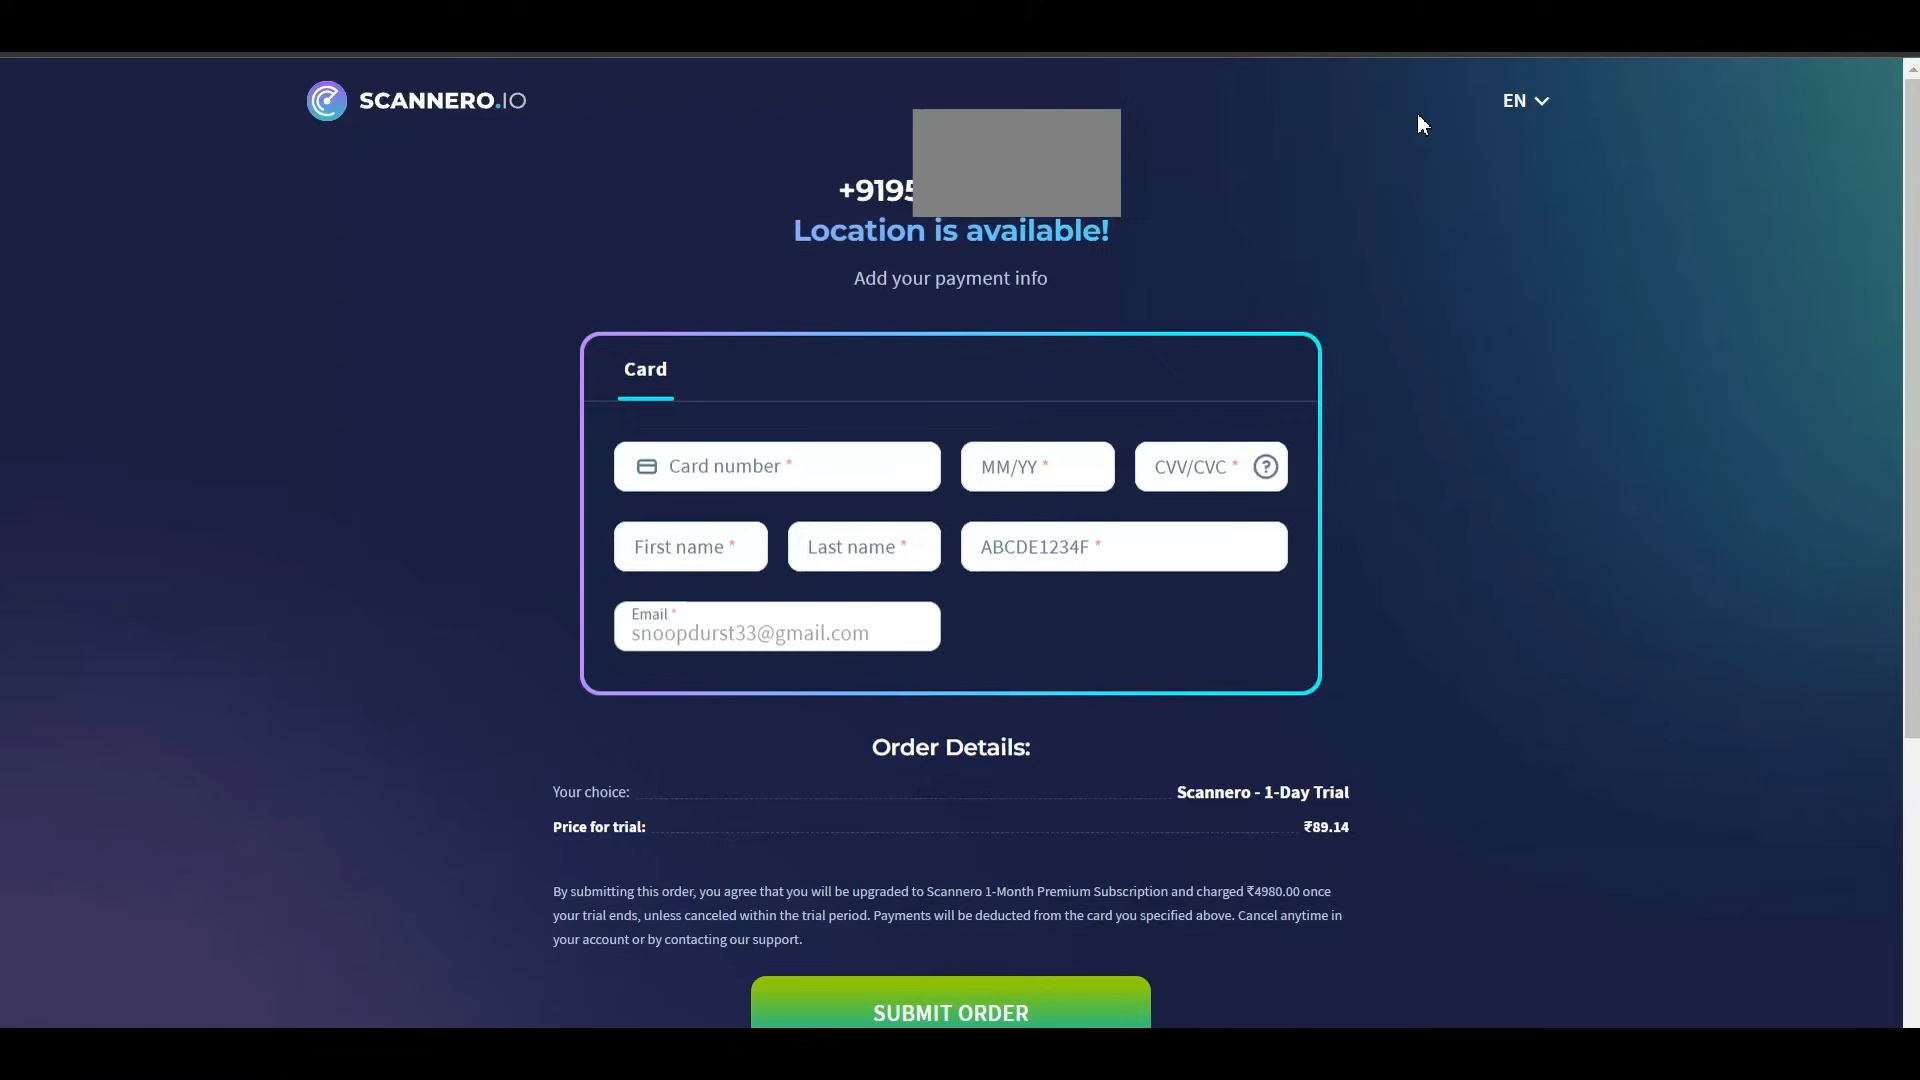 SCANNERO.IO
EN
+919
Location is available!
Add your payment info
Card
Card number *
MM/YY *
CVV/CVC * ?
First name *
Last name *
ABCDE1234F *
Email *
snoopdurst33@gmail.com
Order Details:
Your choice: Scannero - 1-Day Trial
Price for trial: ₹89.14
By submitting this order, you agree that you will be upgraded to Scannero 1-Month Premium Subscription and charged ₹4980.00 once
your trial ends, unless canceled within the trial period. Payments will be deducted from the card you specified above. Cancel anytime in
your account or by contacting our support.
SUBMIT ORDER